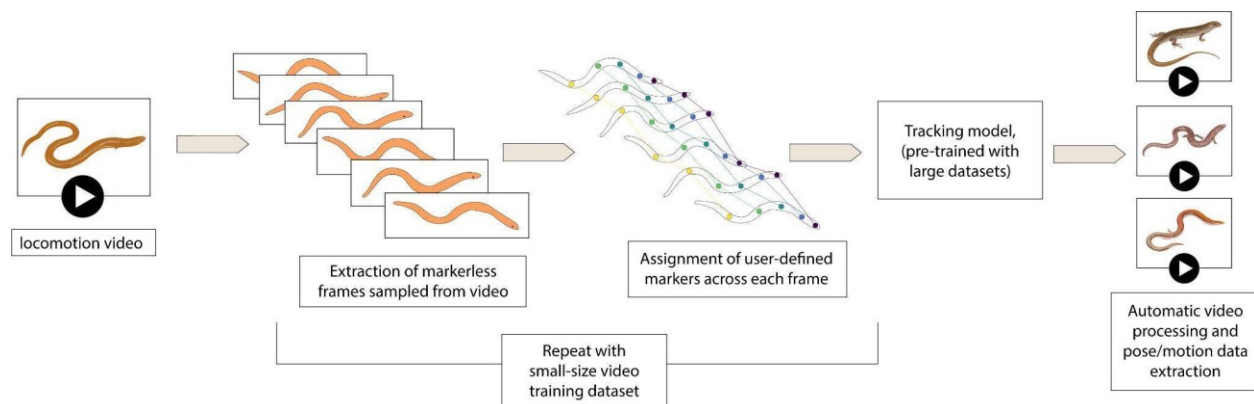 locomotion video
Extraction of markerless
frames sampled from video
Assignment of user-defined
markers across each frame
Tracking model,
(pre-trained with
large datasets)
Automatic video
processing and
pose/motion data
extraction
Repeat with
small-size video
training dataset